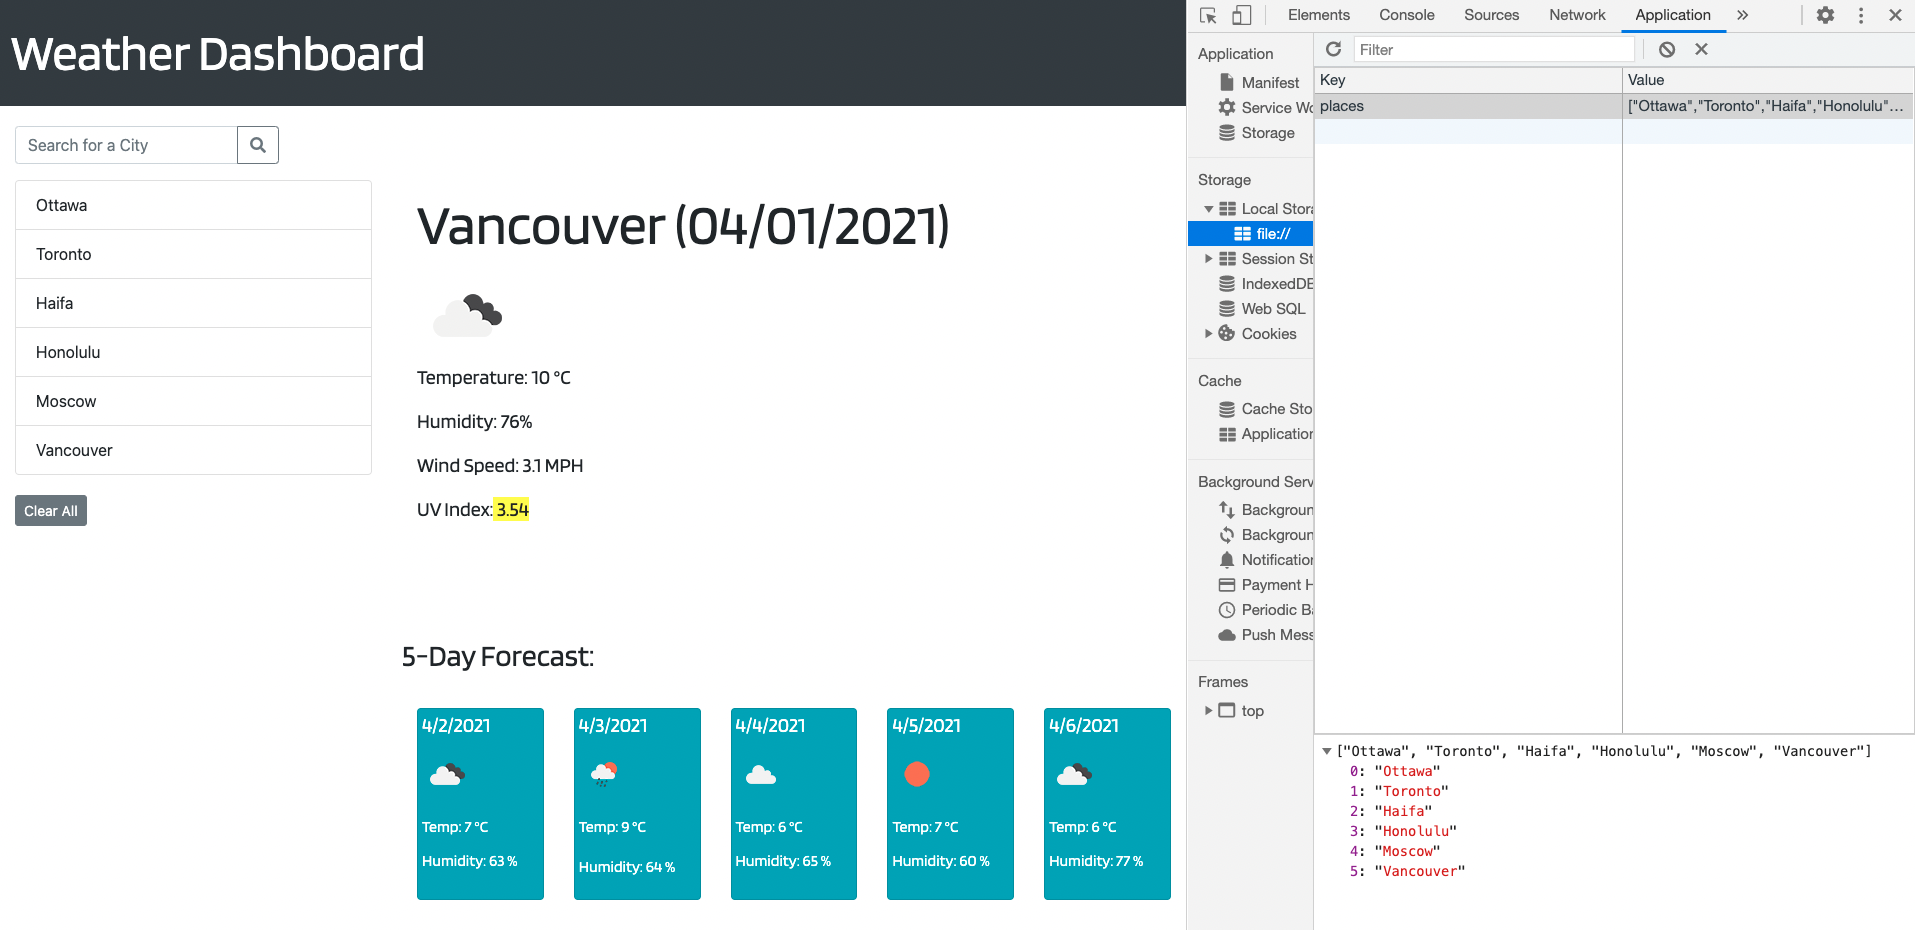 Weather Dashboard
Search for a City
Ottawa
Toronto
Haifa
Honolulu
Moscow
Vancouver
Clear All
Vancouver (04/01/2021)
Temperature: 10 °C
Humidity: 76%
Wind Speed: 3.1 MPH
UV Index: 3.54
5-Day Forecast:
4/2/2021
Temp: 7 °C
Humidity: 63 %
4/3/2021
Temp: 9 °C
Humidity: 64 %
4/4/2021
Temp: 6 °C
Humidity: 65 %
4/5/2021
Temp: 7 °C
Humidity: 60 %
4/6/2021
Temp: 6 °C
Humidity: 77 %
Elements Console Sources Network Application »
Application
Manifest
Service Wo
Storage
Storage
Local Stora
file://
Session St
IndexedDB
Web SQL
Cookies
Cache
Cache Sto
Application
Background Serv
Backgroun
Backgroun
Notification
Payment H
Periodic Ba
Push Mess
Frames
top
Filter
Key Value
places ["Ottawa","Toronto","Haifa","Honolulu"…
["Ottawa", "Toronto", "Haifa", "Honolulu", "Moscow", "Vancouver"]
0: "Ottawa"
1: "Toronto"
2: "Haifa"
3: "Honolulu"
4: "Moscow"
5: "Vancouver"